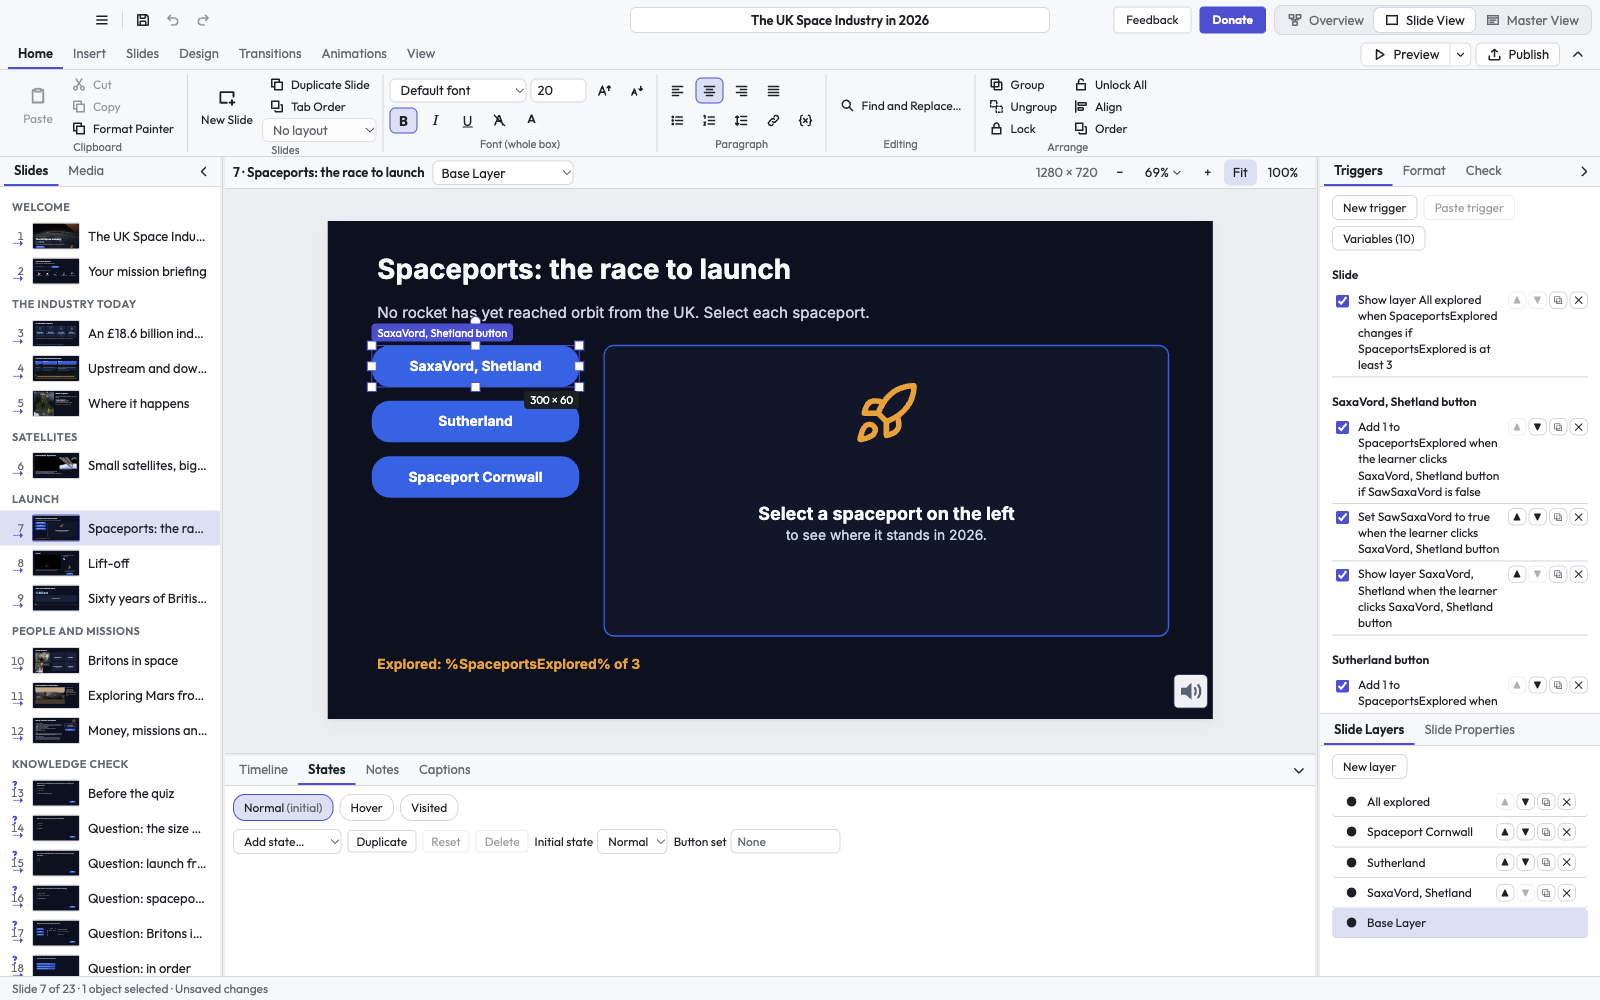 The UK Space Industry in 2026
Feedback
Donate
Overview
Slide View
Master View
Home
Insert
Slides
Design
Transitions
Animations
View
Preview
Publish
Paste
Cut
Copy
Format Painter
Clipboard
New Slide
Duplicate Slide
Tab Order
No layout
Slides
Default font
20
B
I
U
A
Font (whole box)
Paragraph
Find and Replace...
Editing
Group
Ungroup
Lock
Unlock All
Align
Order
Arrange
Slides
Media
7 · Spaceports: the race to launch
Base Layer
1280 × 720
69%
Fit
100%
WELCOME
1 The UK Space Indu...
2 Your mission briefing
THE INDUSTRY TODAY
3 An £18.6 billion ind...
4 Upstream and dow...
5 Where it happens
SATELLITES
6 Small satellites, big...
LAUNCH
7 Spaceports: the ra...
8 Lift-off
9 Sixty years of Britis...
PEOPLE AND MISSIONS
10 Britons in space
11 Exploring Mars fro...
12 Money, missions an...
KNOWLEDGE CHECK
13 Before the quiz
14 Question: the size ...
15 Question: launch fr...
16 Question: spacepo...
17 Question: Britons i...
18 Question: in order
Spaceports: the race to launch
No rocket has yet reached orbit from the UK. Select each spaceport.
SaxaVord, Shetland button
SaxaVord, Shetland
300 × 60
Sutherland
Spaceport Cornwall
Select a spaceport on the left
to see where it stands in 2026.
Explored: %SpaceportsExplored% of 3
Timeline
States
Notes
Captions
Normal (initial)
Hover
Visited
Add state...
Duplicate
Reset
Delete
Initial state
Normal
Button set
None
Triggers
Format
Check
New trigger
Paste trigger
Variables (10)
Slide
Show layer All explored
when SpaceportsExplored
changes if
SpaceportsExplored is at
least 3
SaxaVord, Shetland button
Add 1 to
SpaceportsExplored when
the learner clicks
SaxaVord, Shetland button
if SawSaxaVord is false
Set SawSaxaVord to true
when the learner clicks
SaxaVord, Shetland button
Show layer SaxaVord,
Shetland when the learner
clicks SaxaVord, Shetland
button
Sutherland button
Add 1 to
SpaceportsExplored when
Slide Layers
Slide Properties
New layer
All explored
Spaceport Cornwall
Sutherland
SaxaVord, Shetland
Base Layer
Slide 7 of 23 · 1 object selected · Unsaved changes